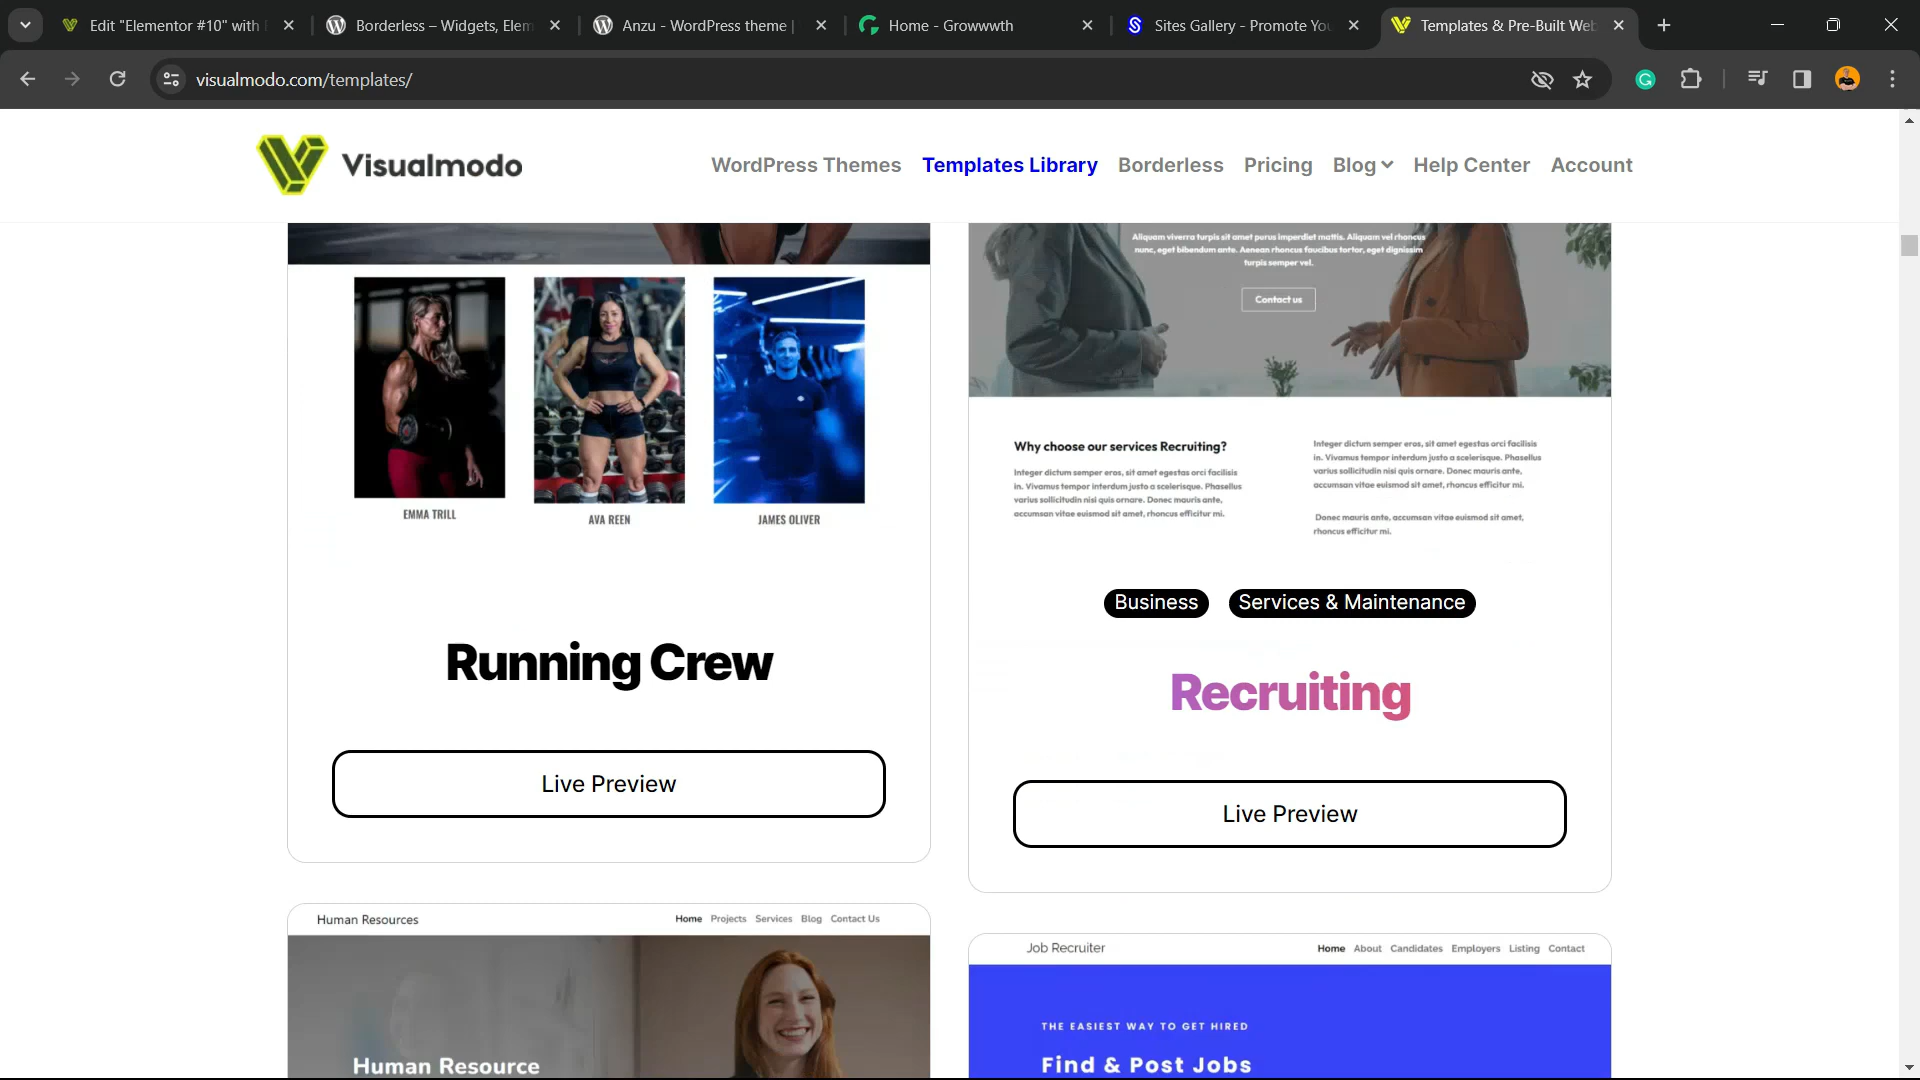 Edit "Elementor #10" with
Borderless – Widgets, Elem
Anzu - WordPress theme |
Home - Growwwth
Sites Gallery - Promote You
Templates & Pre-Built Web
visualmodo.com/templates/
Visualmodo
WordPress Themes
Templates Library
Borderless
Pricing
Blog
Help Center
Account
EMMA TRILL
AVA REEN
JAMES OLIVER
Running Crew
Live Preview
Aliquam viverra turpis sit amet purus imperdiet mattis. Aliquam vel rhoncus
nunc, eget bibendum ante. Aenean rhoncus faucibus tortor, eget dignissim
turpis semper vel.
Contact us
Why choose our services Recruiting?
Integer dictum semper eros, sit amet egestas orci facilisis
in. Vivamus tempor interdum justo a scelerisque. Phasellus
varius sollicitudin nisi quis ornare. Donec mauris ante,
accumsan vitae euismod sit amet, rhoncus efficitur mi.
Integer dictum semper eros, sit amet egestas orci facilisis
in. Vivamus tempor interdum justo a scelerisque. Phasellus
varius sollicitudin nisi quis ornare. Donec mauris ante,
accumsan vitae euismod sit amet, rhoncus efficitur mi.
Donec mauris ante, accumsan vitae euismod sit amet,
rhoncus efficitur mi.
Business
Services & Maintenance
Recruiting
Live Preview
Human Resources
Home Projects Services Blog Contact Us
Human Resource
Job Recruiter
Home About Candidates Employers Listing Contact
THE EASIEST WAY TO GET HIRED
Find & Post Jobs